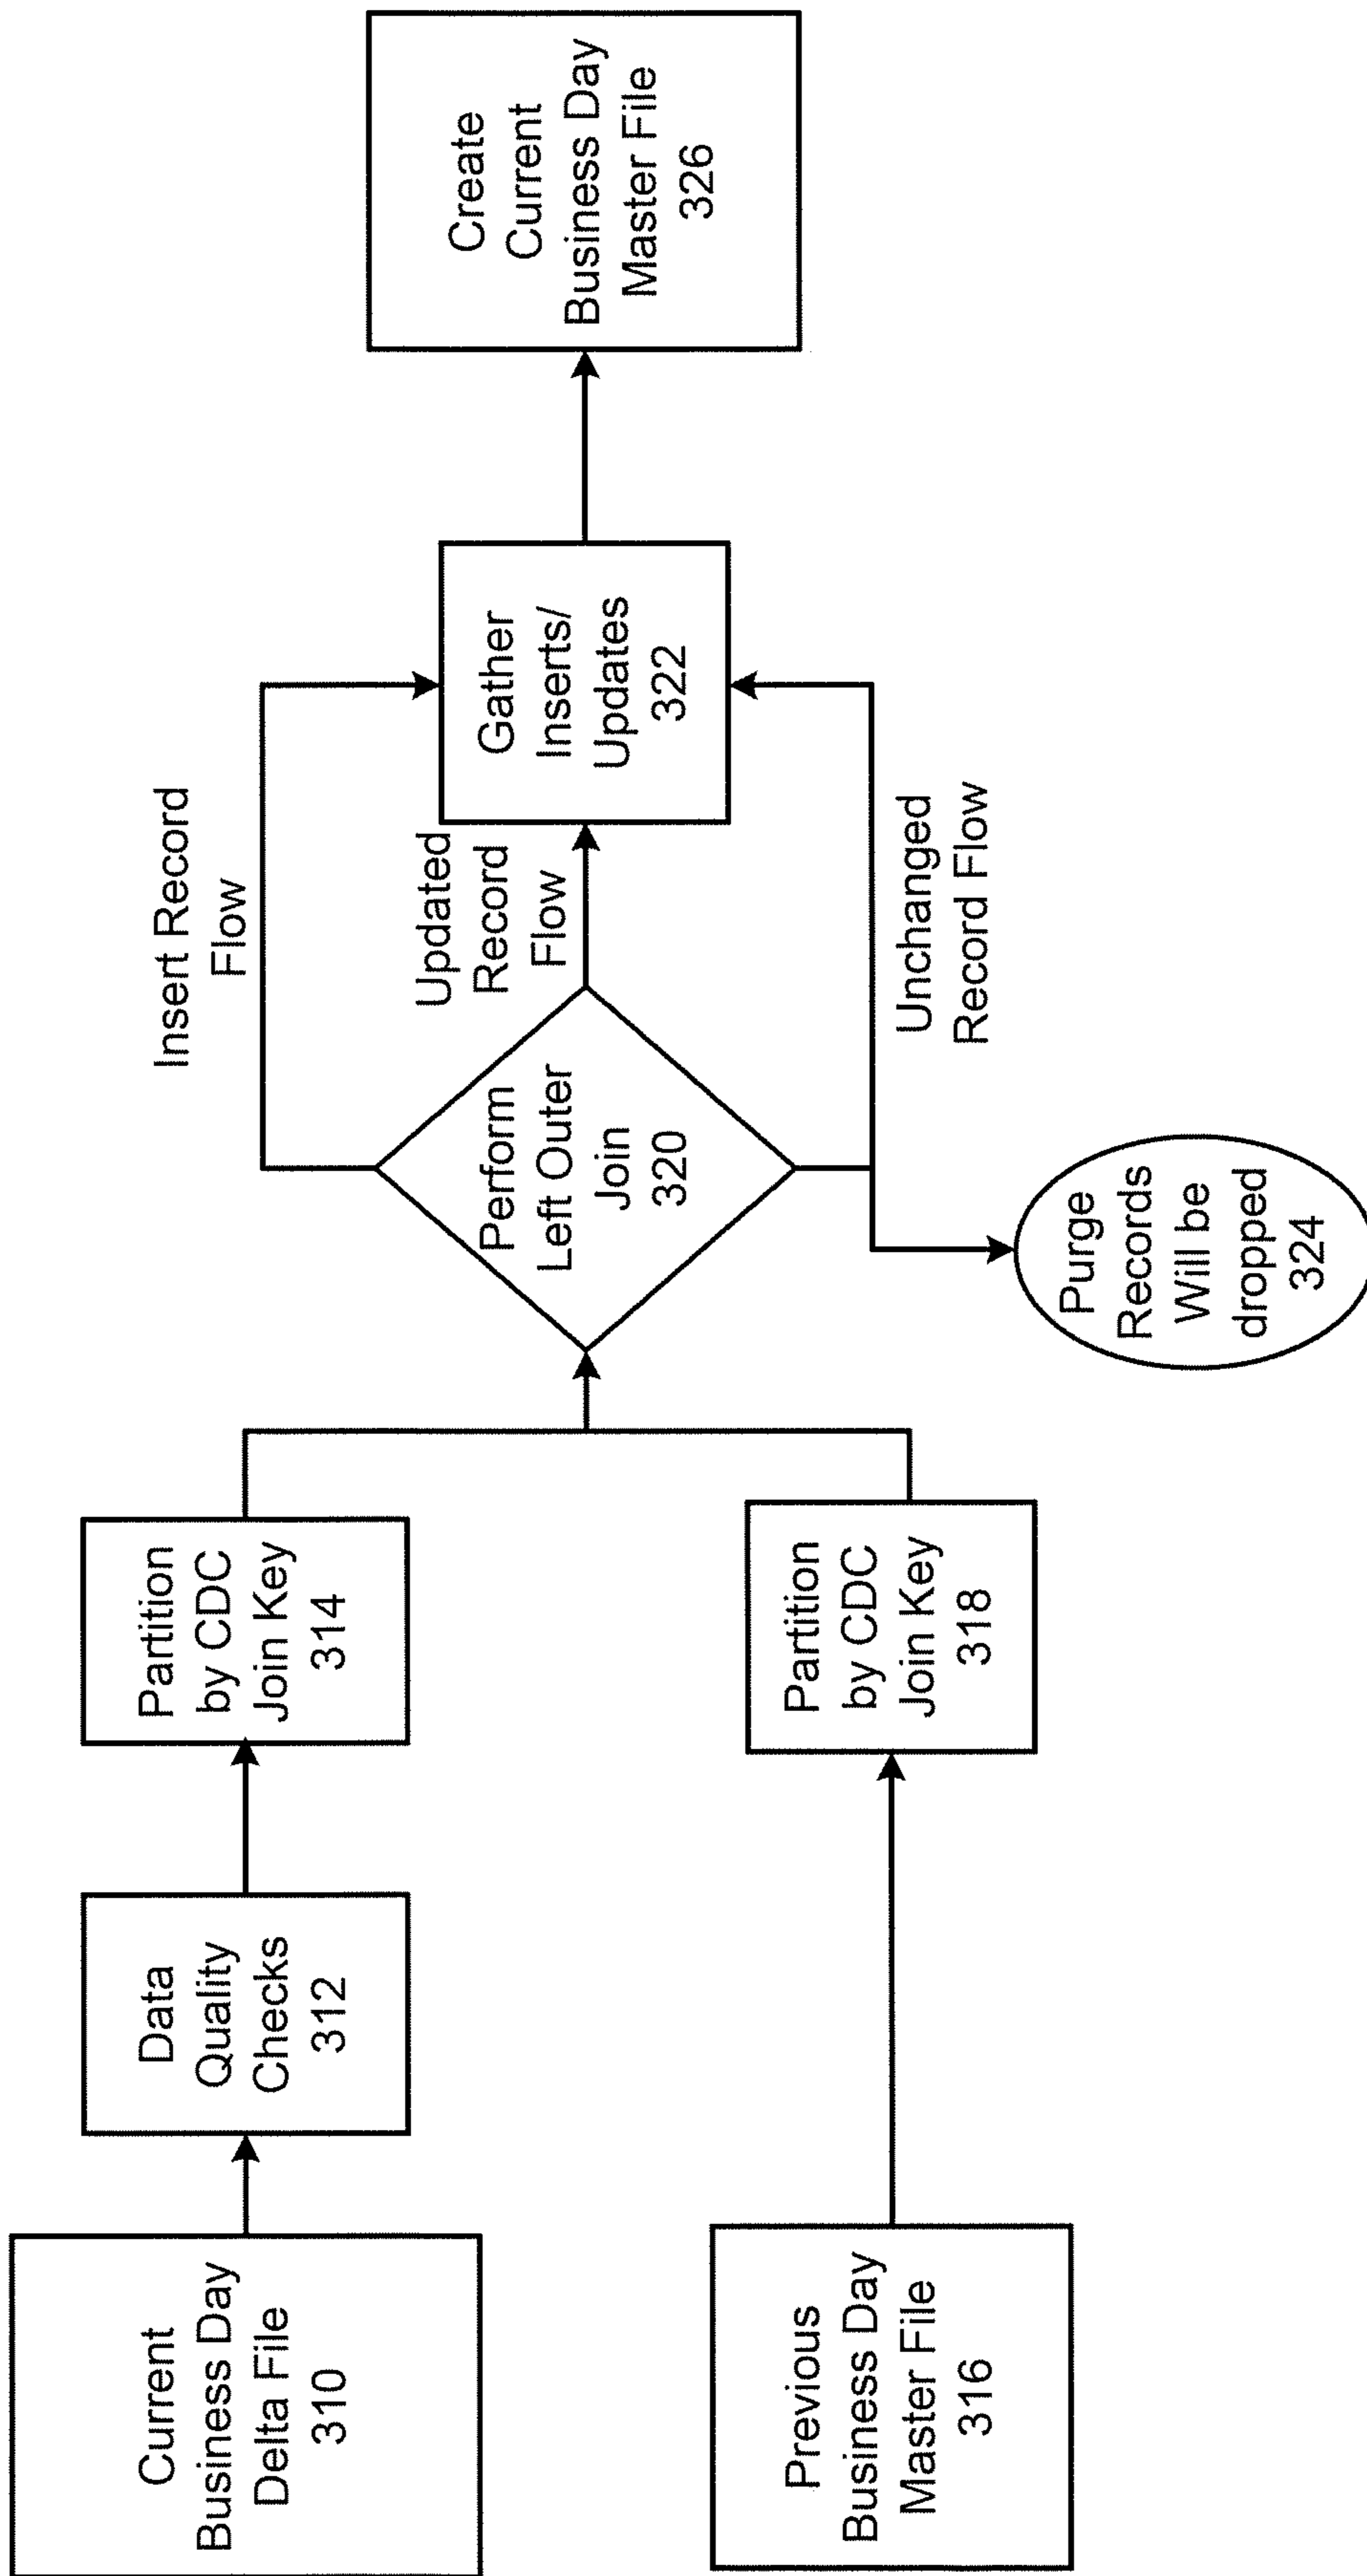 Current
Business Day
Delta File
310
Data
Quality
Checks
312
Partition
by CDC
Join Key
314
Previous
Business Day
Master File
316
Partition
by CDC
Join Key
318
Perform
Left Outer
Join
320
Insert Record
Flow
Updated
Record
Flow
Unchanged
Record Flow
Purge
Records
Will be
dropped
324
Gather
Inserts/
Updates
322
Create
Current
Business Day
Master File
326